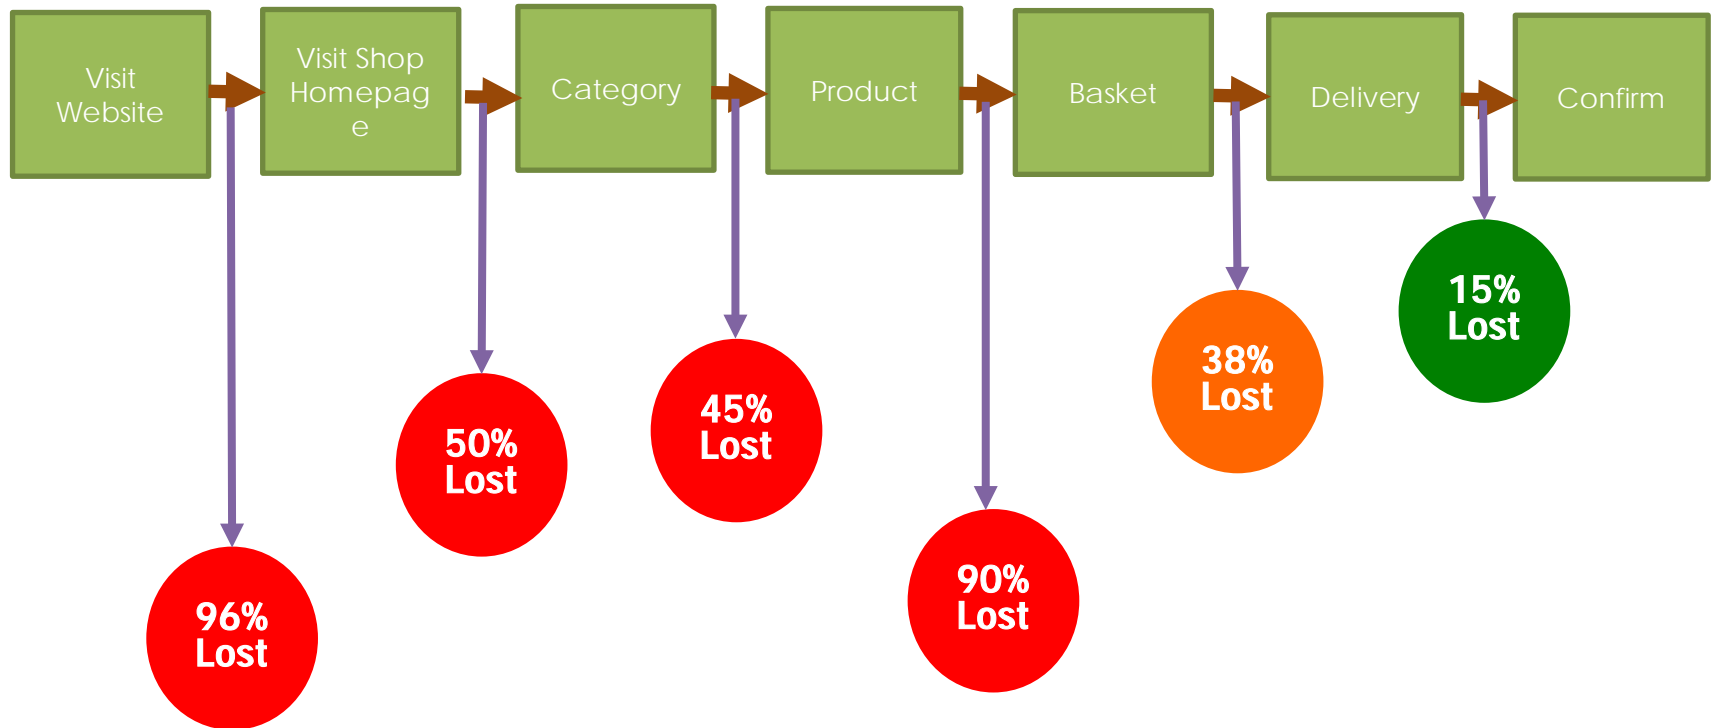 Visit
Website
Visit Shop
Homepag
e
Category
Product
Basket
Delivery
Confirm
96%
Lost
50%
Lost
45%
Lost
90%
Lost
38%
Lost
15%
Lost